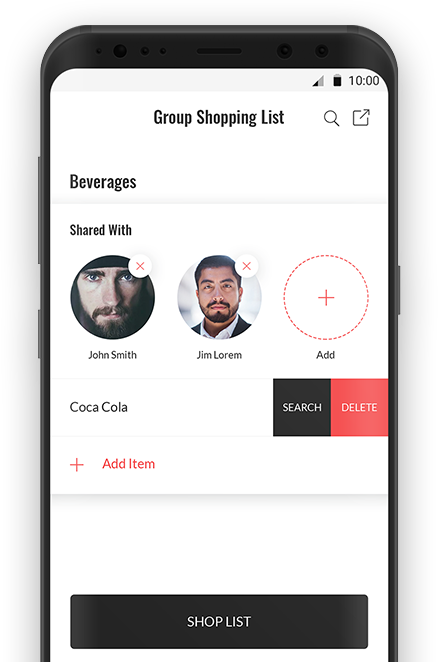 10:00
Group Shopping List
Beverages
Shared With
John Smith
Jim Lorem
Add
Coca Cola
SEARCH
DELETE
Add Item
SHOP LIST